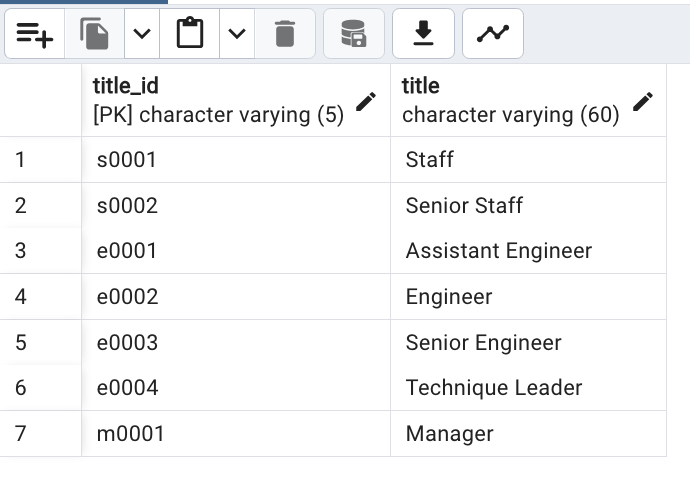 title_id title
[PK] character varying (5) character varying (60)
1 s0001 Staff
2 s0002 Senior Staff
3 e0001 Assistant Engineer
4 e0002 Engineer
5 e0003 Senior Engineer
6 e0004 Technique Leader
7 m0001 Manager